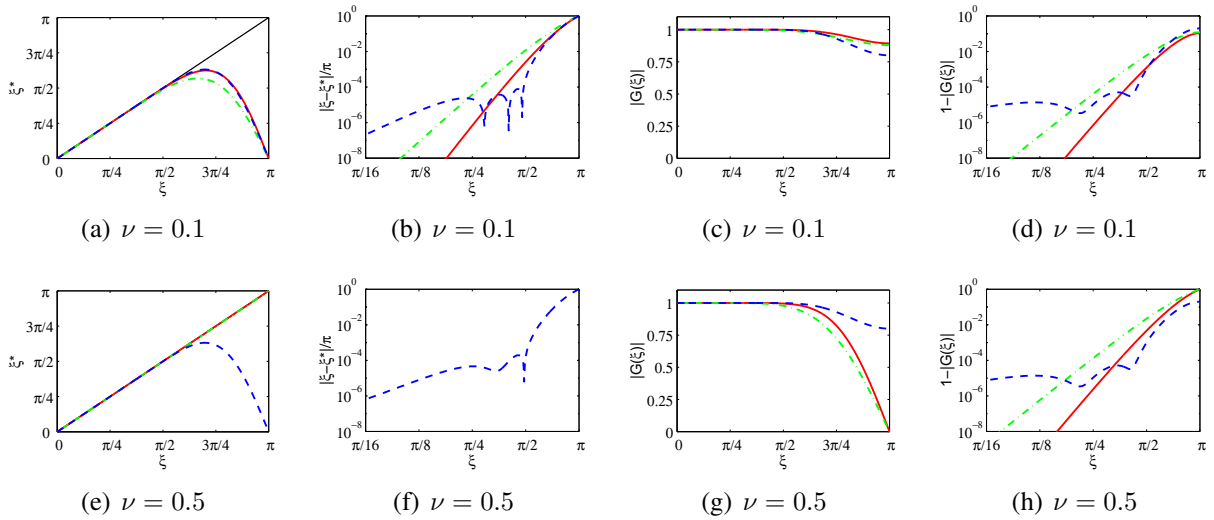 π
3π/4
π/2
π/4
0
ξ*
0
π/4
π/2
3π/4
π
ξ
(a) ν = 0.1
10^0
10^-2
10^-4
10^-6
10^-8
|ξ−ξ*|/π
π/16
π/8
π/4
π/2
π
ξ
(b) ν = 0.1
1
0.75
0.5
0.25
0
|G(ξ)|
0
π/4
π/2
3π/4
π
ξ
(c) ν = 0.1
10^0
10^-2
10^-4
10^-6
10^-8
1−|G(ξ)|
π/16
π/8
π/4
π/2
π
ξ
(d) ν = 0.1
π
3π/4
π/2
π/4
0
ξ*
0
π/4
π/2
3π/4
π
ξ
(e) ν = 0.5
10^0
10^-2
10^-4
10^-6
10^-8
|ξ−ξ*|/π
π/16
π/8
π/4
π/2
π
ξ
(f) ν = 0.5
1
0.75
0.5
0.25
0
|G(ξ)|
0
π/4
π/2
3π/4
π
ξ
(g) ν = 0.5
10^0
10^-2
10^-4
10^-6
10^-8
1−|G(ξ)|
π/16
π/8
π/4
π/2
π
ξ
(h) ν = 0.5